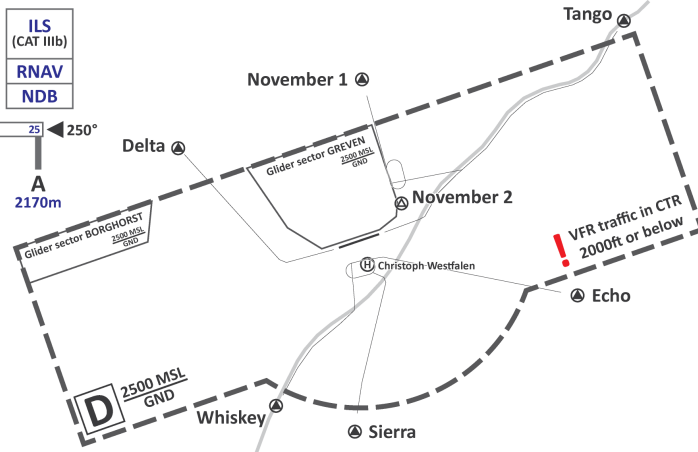 ILS
(CAT IIIb)
RNAV
NDB
25
250°
A
2170m
Tango
November 1
Delta
Glider sector GREVEN
2500 MSL
GND
November 2
Glider sector BORGHORST
2500 MSL
GND
VFR traffic in CTR
2000ft or below
!
H
Christoph Westfalen
Echo
D
2500 MSL
GND
Whiskey
Sierra